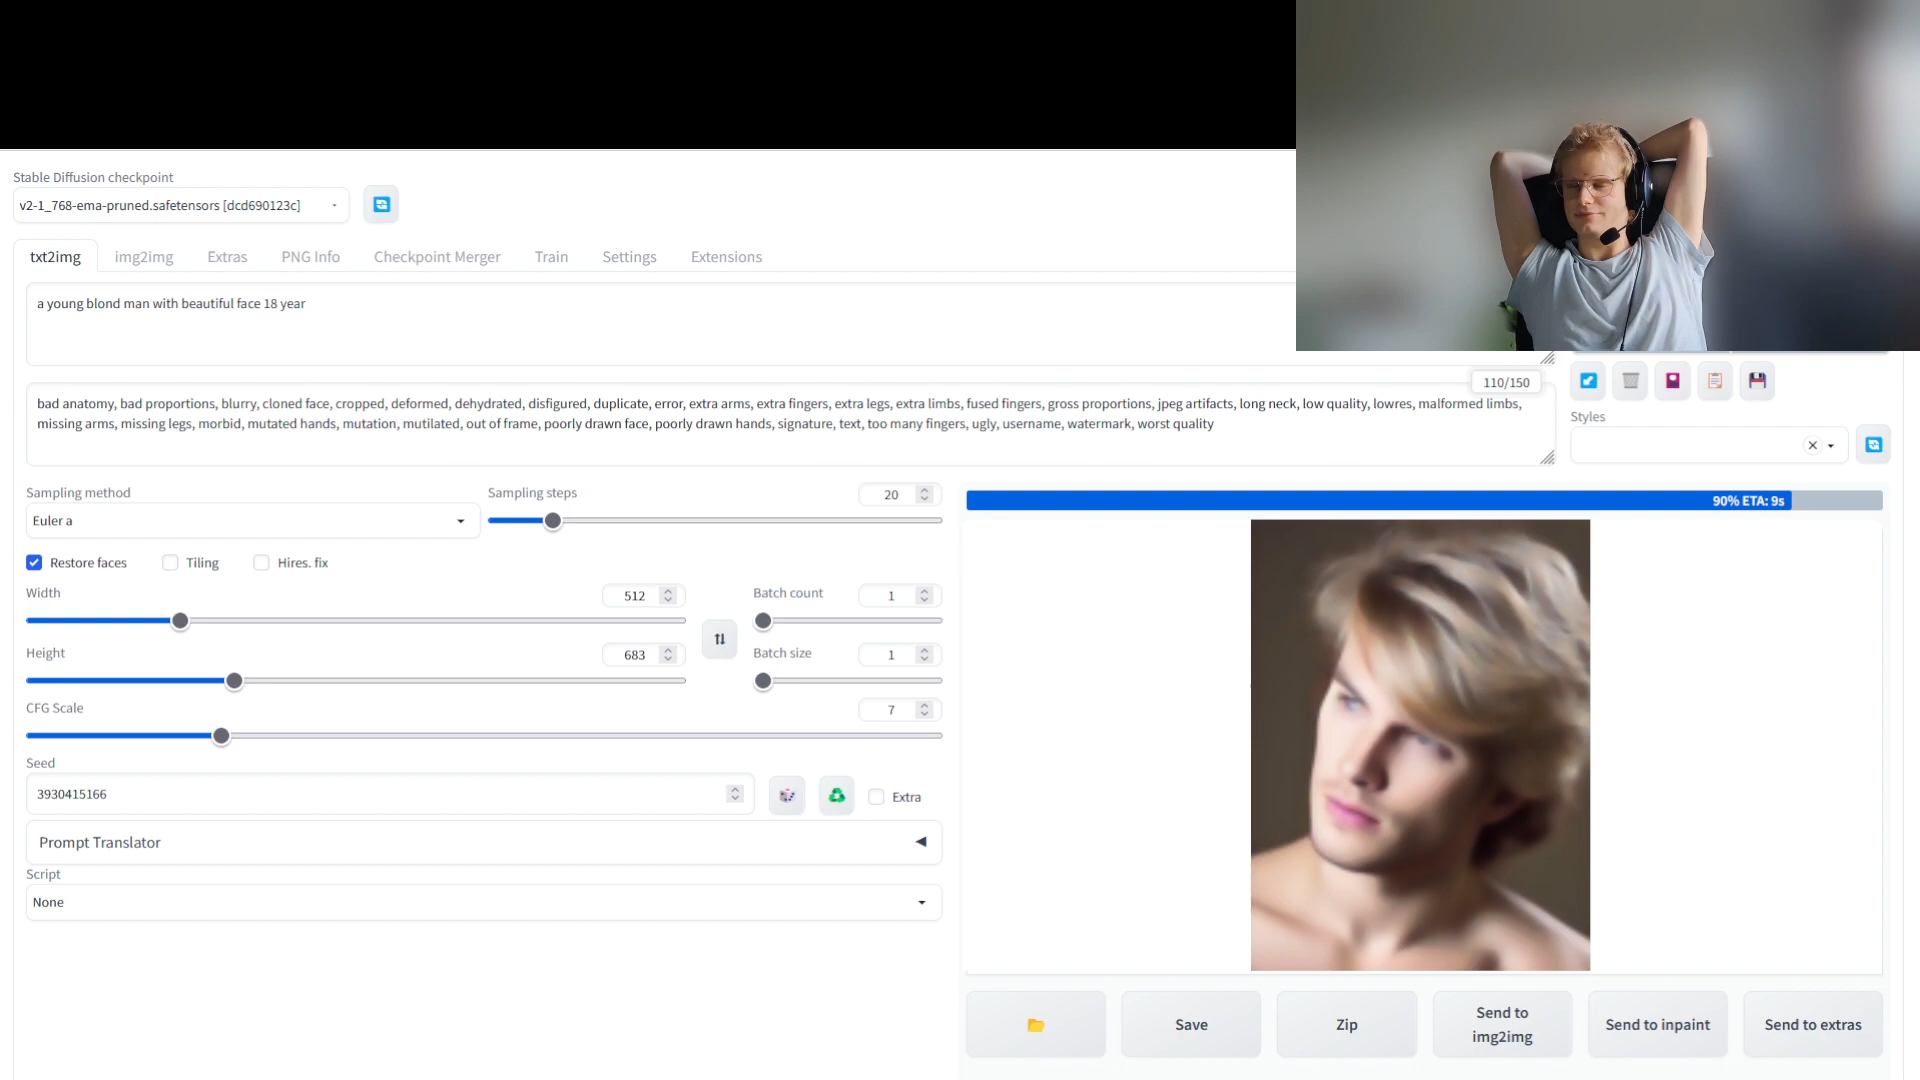 Stable Diffusion checkpoint
v2-1_768-ema-pruned.safetensors [dcd690123c]
txt2img img2img Extras PNG Info Checkpoint Merger Train Settings Extensions
a young blond man with beautiful face 18 year
110/150
bad anatomy, bad proportions, blurry, cloned face, cropped, deformed, dehydrated, disfigured, duplicate, error, extra arms, extra fingers, extra legs, extra limbs, fused fingers, gross proportions, jpeg artifacts, long neck, low quality, lowres, malformed limbs,
missing arms, missing legs, morbid, mutated hands, mutation, mutilated, out of frame, poorly drawn face, poorly drawn hands, signature, text, too many fingers, ugly, username, watermark, worst quality
Styles
Sampling method
Euler a
Sampling steps 20
90% ETA: 9s
Restore faces Tiling Hires. fix
Width 512
Batch count 1
Height 683
Batch size 1
CFG Scale 7
Seed
3930415166
Extra
Prompt Translator
Script
None
Save
Zip
Send to
img2img
Send to inpaint
Send to extras